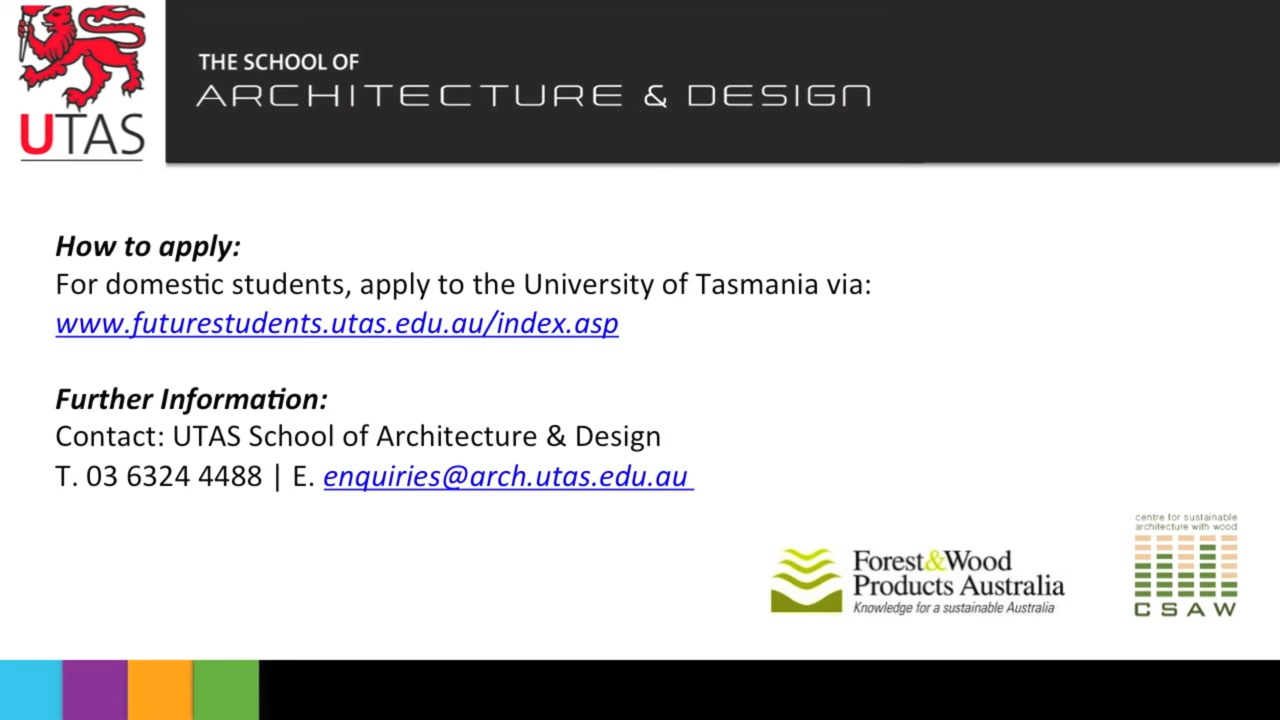 UTAS
THE SCHOOL OF
ARCHITECTURE & DESIGN
How to apply:
For domestic students, apply to the University of Tasmania via:
www.futurestudents.utas.edu.au/index.asp
Further Information:
Contact: UTAS School of Architecture & Design
T. 03 6324 4488 | E. enquiries@arch.utas.edu.au
Forest&Wood
Products Australia
Knowledge for a sustainable Australia
centre for sustainable
architecture with wood
CSAW